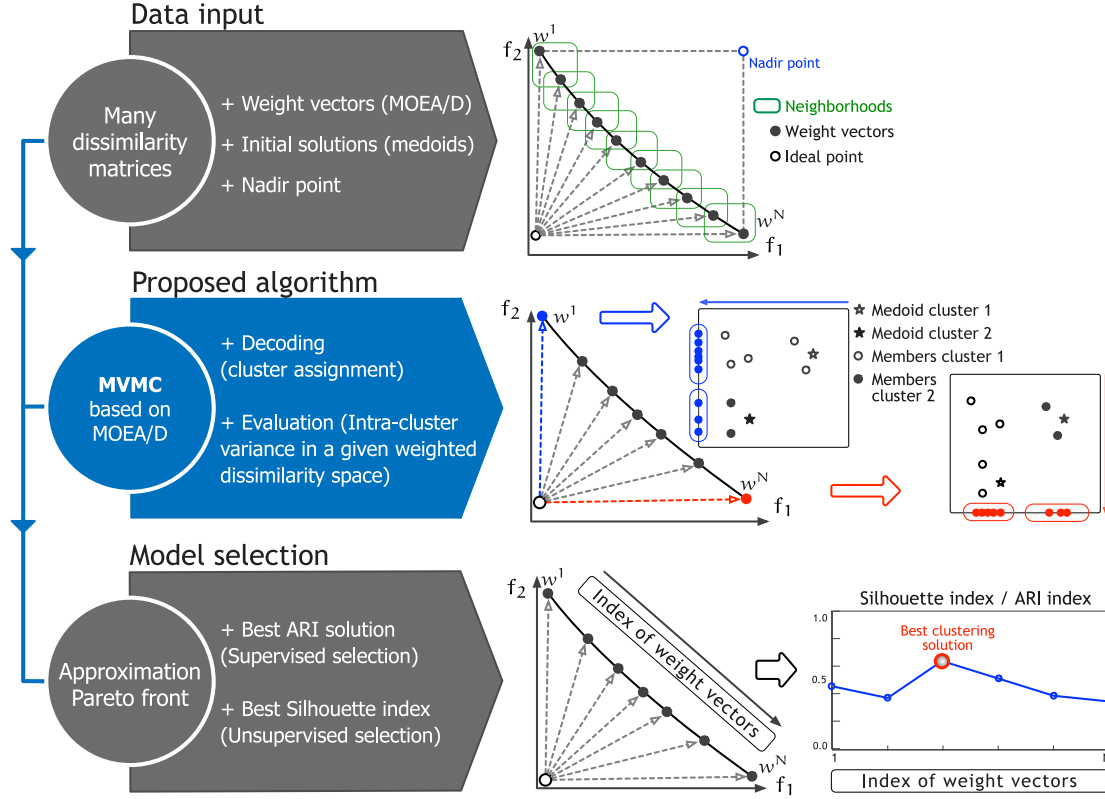 Data input
Many
dissimilarity
matrices
+ Weight vectors (MOEA/D)
+ Initial solutions (medoids)
+ Nadir point
f2
w1
Nadir point
Neighborhoods
Weight vectors
Ideal point
wN
f1
Proposed algorithm
MVMC
based on
MOEA/D
+ Decoding
(cluster assignment)
+ Evaluation (Intra-cluster
variance in a given weighted
dissimilarity space)
f2
w1
wN
f1
Medoid cluster 1
Medoid cluster 2
Members cluster 1
Members
cluster 2
Model selection
Approximation
Pareto front
+ Best ARI solution
(Supervised selection)
+ Best Silhouette index
(Unsupervised selection)
f2
w1
Index of weight vectors
wN
f1
Silhouette index / ARI index
1.0
Best clustering
solution
0.5
0.0
1
Index of weight vectors